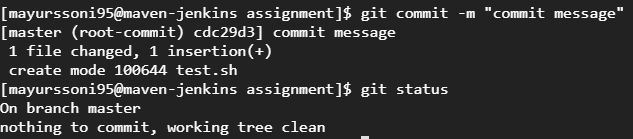 [mayurssoni95@maven-jenkins assignment]$ git commit -m "commit message"
[master (root-commit) cdc29d3] commit message
 1 file changed, 1 insertion(+)
 create mode 100644 test.sh
[mayurssoni95@maven-jenkins assignment]$ git status
On branch master
nothing to commit, working tree clean